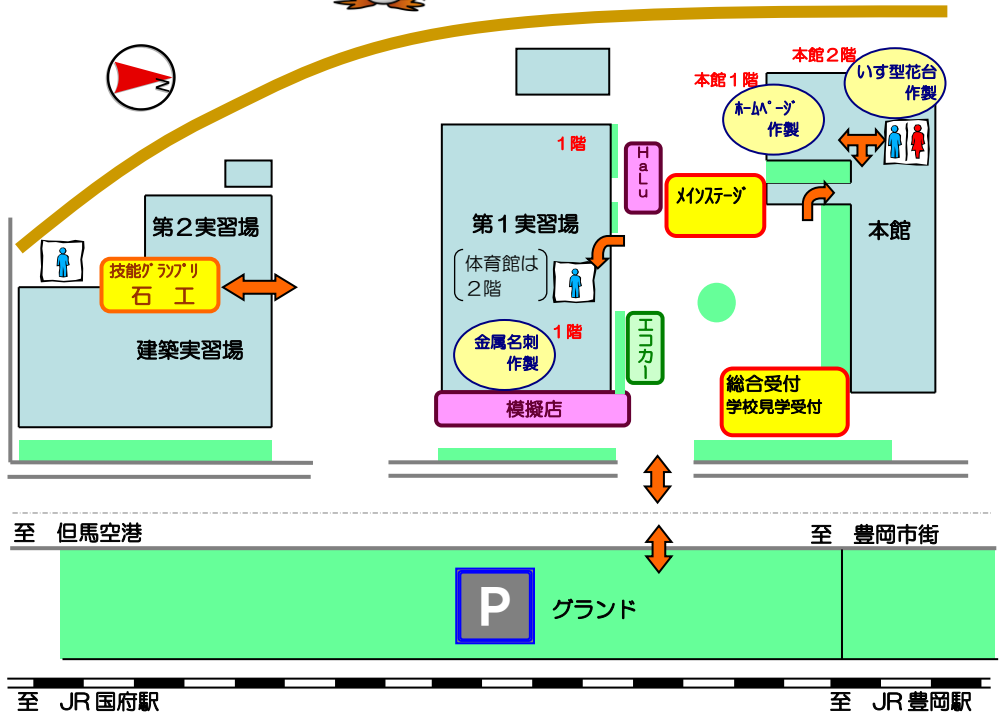 本館２階
いす型花台
作製
本館１階
ﾎｰﾑﾍﾟｰｼﾞ
作製
N
１階
HaLu
ﾒｲﾝｽﾃｰｼﾞ
第２実習場
第１実習場
本館
体育館は
２階
技能ｸﾞﾗﾝﾌﾟﾘ
石　工
建築実習場
金属名刺
作製
１階
エコカー
総合受付
学校見学受付
模擬店
至　但馬空港
至　豊岡市街
P
グランド
至　JR国府駅
至　JR豊岡駅